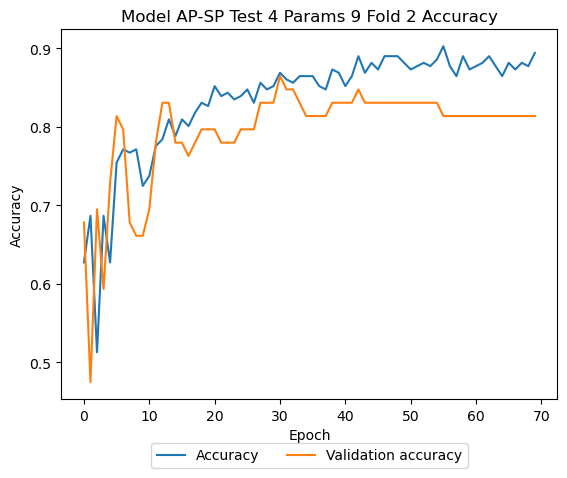 Model AP-SP Test 4 Params 9 Fold 2 Accuracy
0.9
0.8
0.7
0.6
0.5
Accuracy
0 10 20 30 40 50 60 70
Epoch
Accuracy Validation accuracy